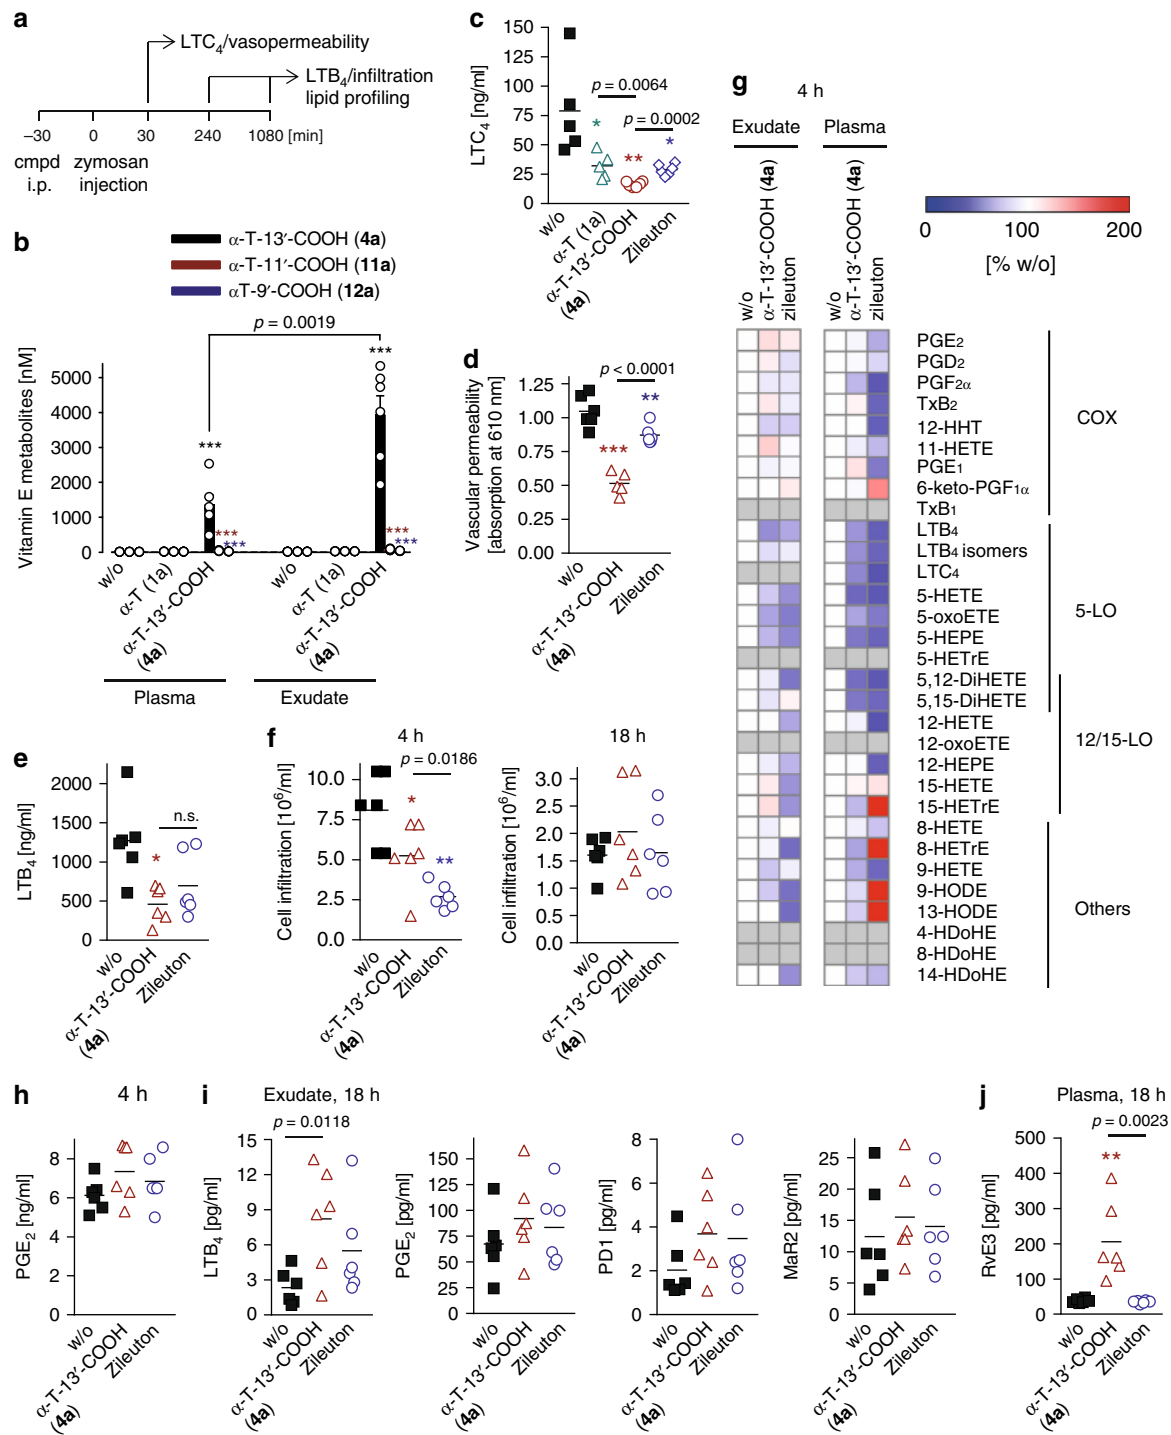 a
LTC4/vasopermeability
LTB4/infiltration
lipid profiling
–30 0 30 240 1080 [min]
cmpd i.p.
zymosan injection
b
α-T-13′-COOH (4a)
α-T-11′-COOH (11a)
αT-9′-COOH (12a)
p = 0.0019
Vitamin E metabolites [nM]
5000
4000
3000
2000
1000
0
***
***
***
***
***
***
w/o
α-T (1a)
α-T-13′-COOH
(4a)
w/o
α-T (1a)
α-T-13′-COOH
(4a)
Plasma
Exudate
c
LTC4 [ng/ml]
150
125
100
75
50
25
0
p = 0.0064
p = 0.0002
*
**
*
w/o
α-T (1a)
α-T-13′-COOH
(4a)
Zileuton
d
Vascular permeability
[absorption at 610 nm]
1.25
1.00
0.75
0.50
0.25
0.00
p < 0.0001
***
**
w/o
α-T-13′-COOH
(4a)
Zileuton
e
LTB4 [ng/ml]
2000
1500
1000
500
0
n.s.
*
w/o
α-T-13′-COOH
(4a)
Zileuton
f
4 h
Cell infiltration [10⁶/ml]
10.0
7.5
5.0
2.5
0.0
p = 0.0186
*
**
w/o
α-T-13′-COOH
(4a)
Zileuton
18 h
Cell infiltration [10⁶/ml]
3.0
2.5
2.0
1.5
1.0
0.5
0.0
w/o
α-T-13′-COOH
(4a)
Zileuton
g
4 h
Exudate
Plasma
w/o
α-T-13′-COOH (4a)
zileuton
w/o
α-T-13′-COOH (4a)
zileuton
0 100 200
[% w/o]
PGE2
PGD2
PGF2α
TxB2
12-HHT
11-HETE
PGE1
6-keto-PGF1α
TxB1
LTB4
LTB4 isomers
LTC4
5-HETE
5-oxoETE
5-HEPE
5-HETrE
5,12-DiHETE
5,15-DiHETE
12-HETE
12-oxoETE
12-HEPE
15-HETE
15-HETrE
8-HETE
8-HETrE
9-HETE
9-HODE
13-HODE
4-HDoHE
8-HDoHE
14-HDoHE
COX
5-LO
12/15-LO
Others
h
4 h
PGE2 [ng/ml]
8
6
4
2
0
w/o
α-T-13′-COOH
(4a)
Zileuton
i
Exudate, 18 h
p = 0.0118
LTB4 [pg/ml]
15
12
9
6
3
0
w/o
α-T-13′-COOH
(4a)
Zileuton
PGE2 [pg/ml]
150
120
90
60
30
0
w/o
α-T-13′-COOH
(4a)
Zileuton
PD1 [pg/ml]
8
6
4
2
0
w/o
α-T-13′-COOH
(4a)
Zileuton
MaR2 [pg/ml]
25
20
15
10
5
0
w/o
α-T-13′-COOH
(4a)
Zileuton
j
Plasma, 18 h
p = 0.0023
RvE3 [pg/ml]
500
400
300
200
100
0
**
w/o
α-T-13′-COOH
(4a)
Zileuton